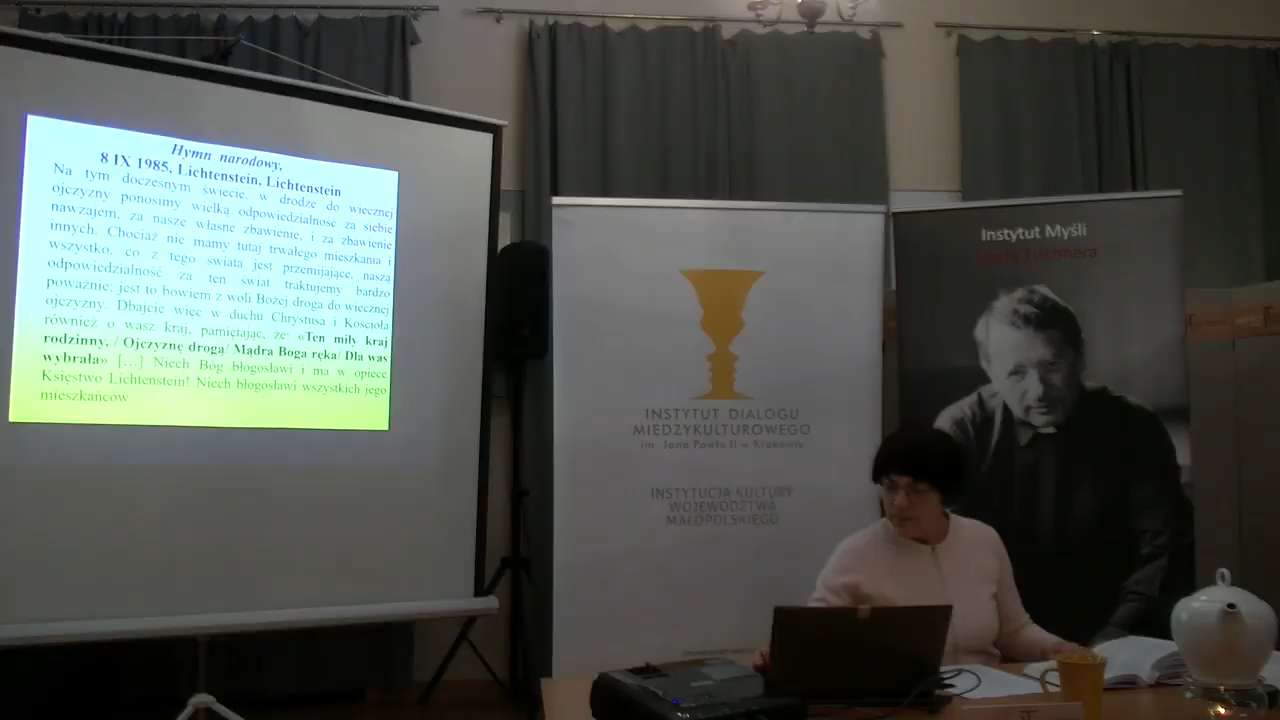 Hymn narodowy,
8 IX 1985, Lichtenstein, Lichtenstein
Na tym doczesnym świecie, w drodze do wiecznej
ojczyzny ponosimy wielką odpowiedzialność za siebie
nawzajem, za nasze własne zbawienie, i za zbawienie
innych. Chociaż nie mamy tutaj trwałego mieszkania i
wszystko, co z tego świata jest przemijające, naszą
odpowiedzialność za ten świat traktujemy bardzo
poważnie; jest to bowiem z woli Bożej droga do wiecznej
ojczyzny. Dbajcie więc w duchu Chrystusa i Kościoła
również o wasz kraj, pamiętając, że: «Ten miły kraj
rodzinny, / Ojczyznę drogą/ Mądra Boga ręka/ Dla was
wybrała» [...] Niech Bóg błogosławi i ma w opiece
Księstwo Lichtenstein! Niech błogosławi wszystkich jego
mieszkańców
INSTYTUT DIALOGU
MIĘDZYKULTUROWEGO
im. Jana Pawła II w Krakowie
INSTYTUCJA KULTURY
WOJEWÓDZTWA
MAŁOPOLSKIEGO
Instytut Myśli
Józefa Tischnera